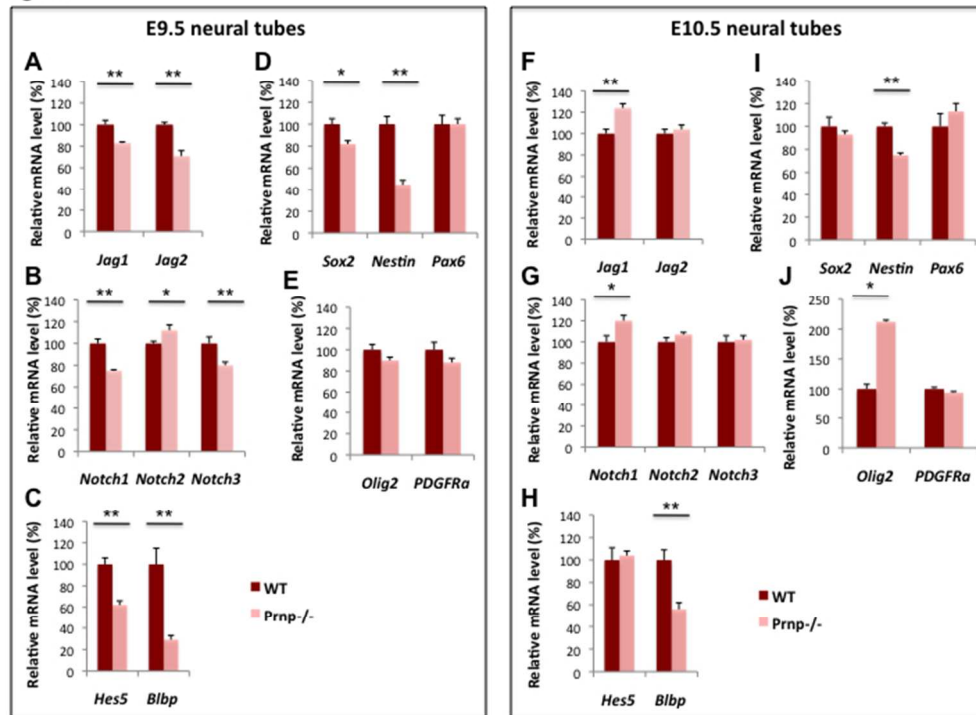 E9.5 neural tubes
A
Relative mRNA level (%)
140
120
100
80
60
40
20
0
** **
Jag1 Jag2
D
Relative mRNA level (%)
140
120
100
80
60
40
20
0
* **
Sox2 Nestin Pax6
B
Relative mRNA level (%)
140
120
100
80
60
40
20
0
** * **
Notch1 Notch2 Notch3
E
Relative mRNA level (%)
140
120
100
80
60
40
20
0
Olig2 PDGFRa
C
Relative mRNA level (%)
140
120
100
80
60
40
20
0
** **
Hes5 Blbp
WT
Prnp-/-
E10.5 neural tubes
F
Relative mRNA level (%)
140
120
100
80
60
40
20
0
**
Jag1 Jag2
I
Relative mRNA level (%)
140
120
100
80
60
40
20
0
**
Sox2 Nestin Pax6
G
Relative mRNA level (%)
140
120
100
80
60
40
20
0
*
Notch1 Notch2 Notch3
J
Relative mRNA level (%)
250
200
150
100
50
0
*
Olig2 PDGFRa
H
Relative mRNA level (%)
140
120
100
80
60
40
20
0
**
Hes5 Blbp
WT
Prnp-/-